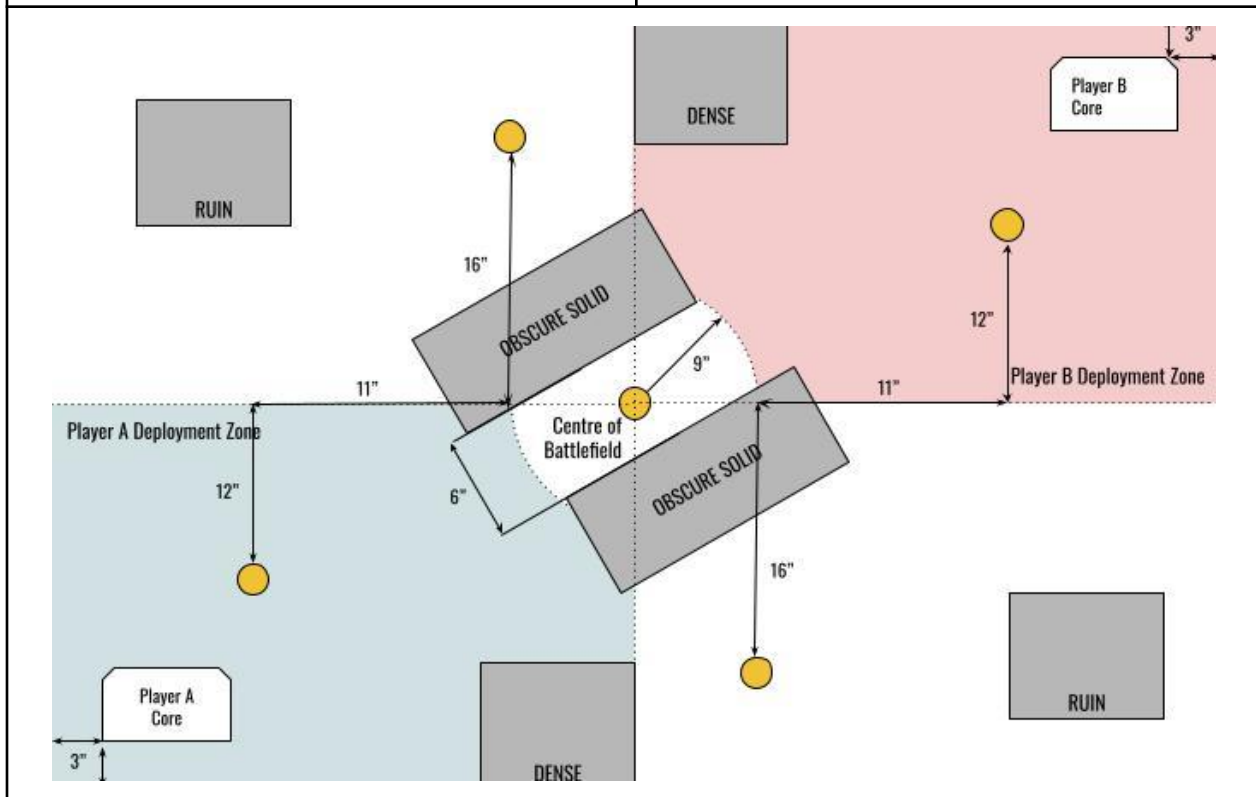 3”
Player B
Core
DENSE
RUIN
16”
OBSCURE SOLID
12”
9”
11”
11”
Player B Deployment Zone
Player A Deployment Zone
Centre of
Battlefield
OBSCURE SOLID
12”
6”
16”
Player A
Core
RUIN
3”
DENSE